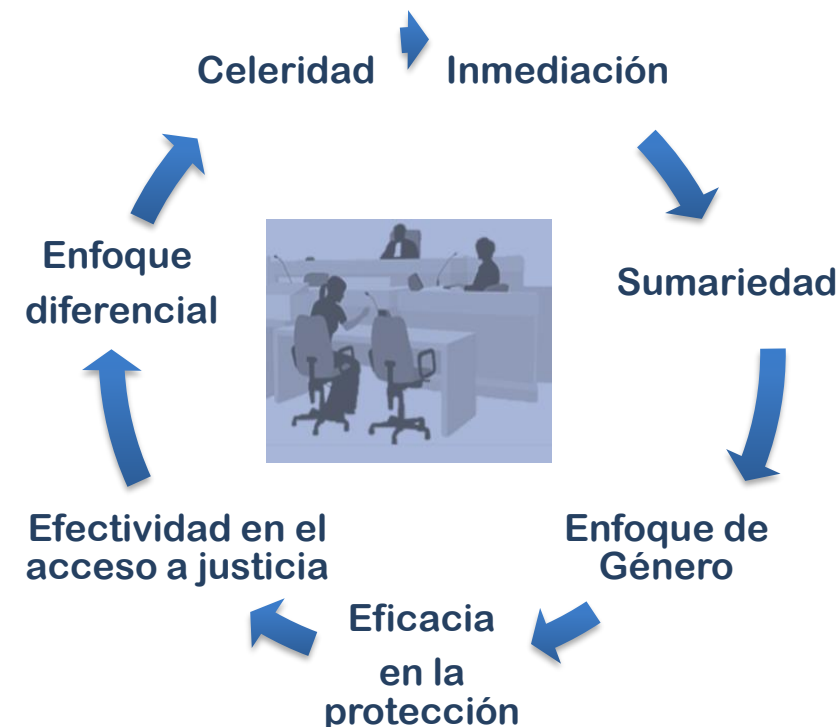 Celeridad
Inmediación
Sumariedad
Enfoque de
Género
Eficacia
en la
protección
Efectividad en el
acceso a justicia
Enfoque
diferencial